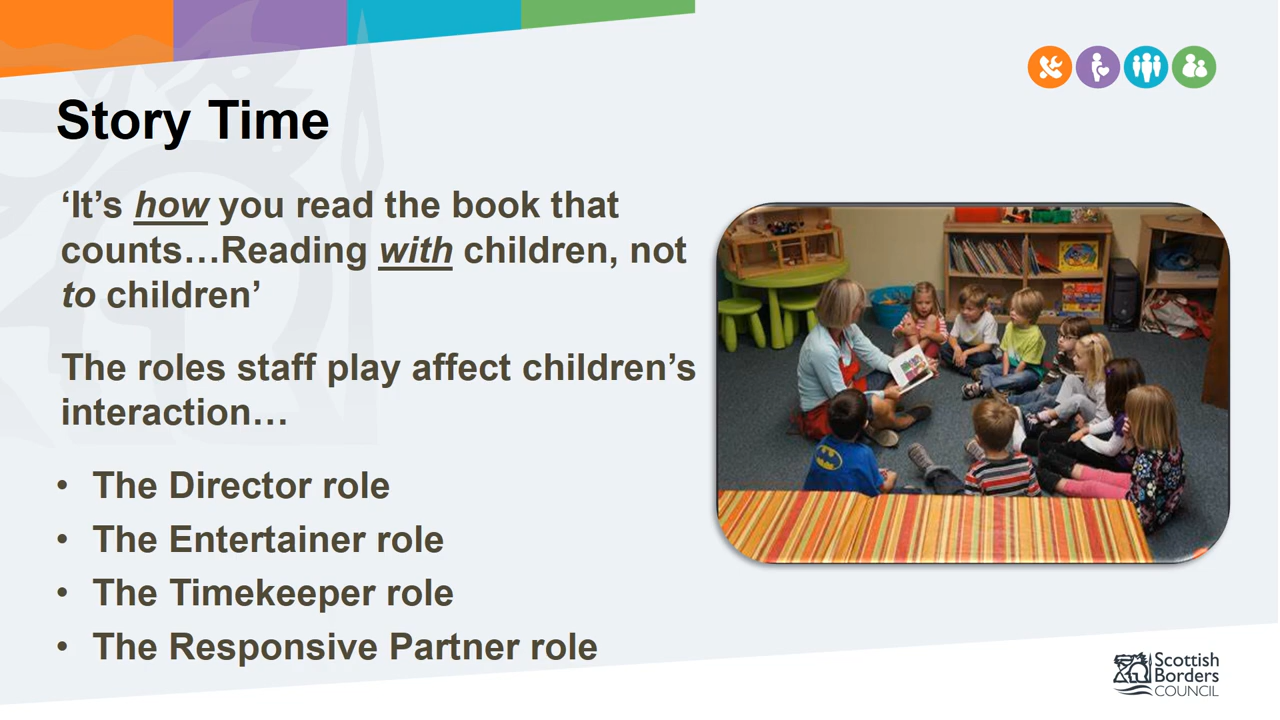 Story Time
‘It’s how you read the book that
counts…Reading with children, not
to children’
The roles staff play affect children’s
interaction…
• The Director role
• The Entertainer role
• The Timekeeper role
• The Responsive Partner role
Scottish
Borders
COUNCIL